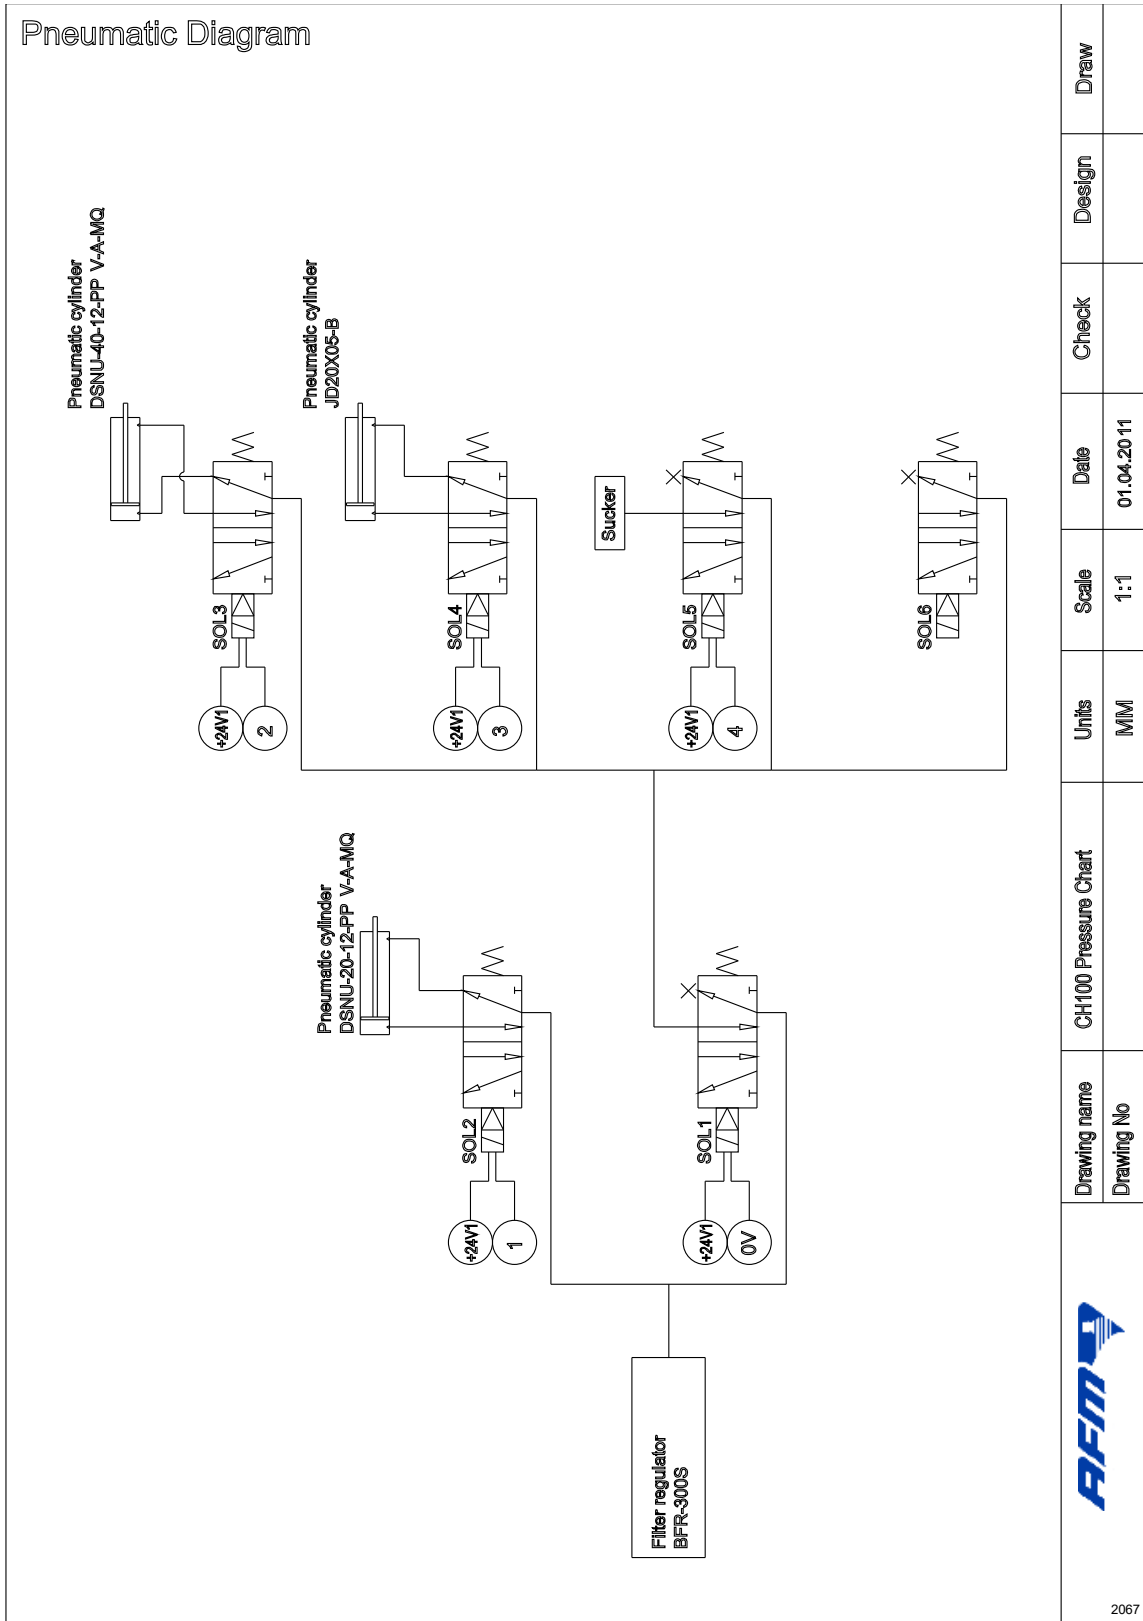 Pneumatic Diagram
Pneumatic cylinder
DSNU-40-12-PP V-A-MQ
SOL3
+24V1
2
Pneumatic cylinder
JD20X05-B
SOL4
+24V1
3
Sucker
SOL5
+24V1
4
SOL6
Pneumatic cylinder
DSNU-20-12-PP V-A-MQ
SOL2
+24V1
1
SOL1
+24V1
0V
Filter regulator
BFR-300S
AFM
Drawing name
CH100 Pressure Chart
Drawing No
Units
MM
Scale
1:1
Date
01.04.2011
Check
Design
Draw
2067